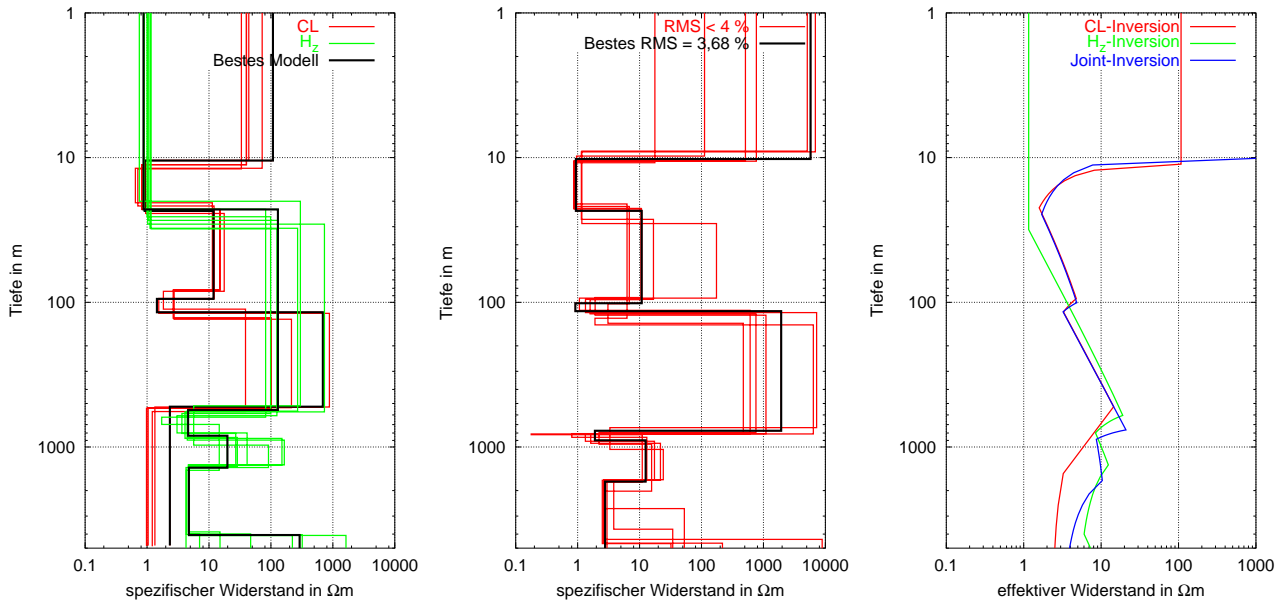 CL
H_z
Bestes Modell
1
10
100
1000
Tiefe in m
0.1 1 10 100 1000 10000
spezifischer Widerstand in Ωm
RMS < 4 %
Bestes RMS = 3,68 %
1
10
100
1000
Tiefe in m
0.1 1 10 100 1000 10000
spezifischer Widerstand in Ωm
CL-Inversion
H_z-Inversion
Joint-Inversion
1
10
100
1000
Tiefe in m
0.1 1 10 100 1000
effektiver Widerstand in Ωm